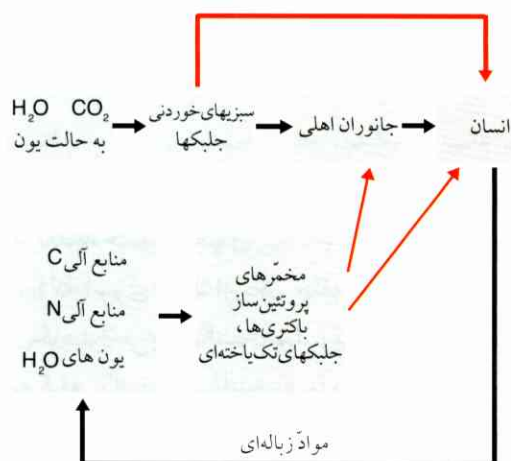 H₂O CO₂
به حالت یون
سبزیهای خوردنی
جلبکها
جانوران اهلی
انسان
منابع آلی C
منابع آلی N
یون های H₂O
مخمّرهای
پروتئین‌ساز
باکتری‌ها ،
جلبکهای تک‌یاخته‌ای
موادّ زباله‌ای